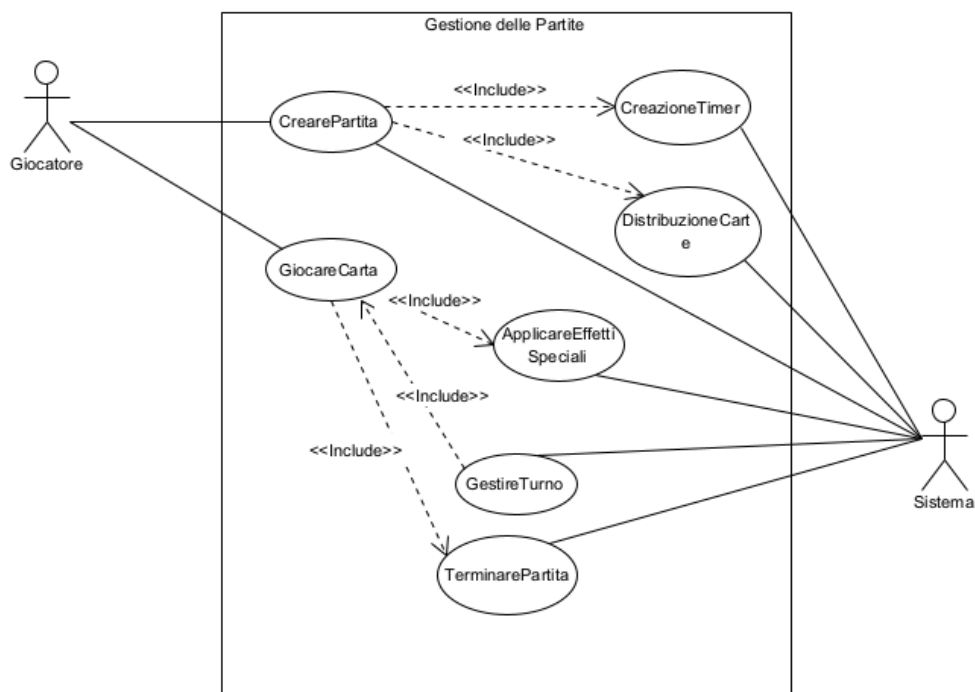 Gestione delle Partite
<<Include>>
CreazioneTimer
CrearePartita
<<Include>>
Giocatore
DistribuzioneCart
e
GiocareCarta
<<Include>>
ApplicareEffetti
Speciali
<<Include>>
<<Include>>
GestireTurno
Sistema
TerminarePartita